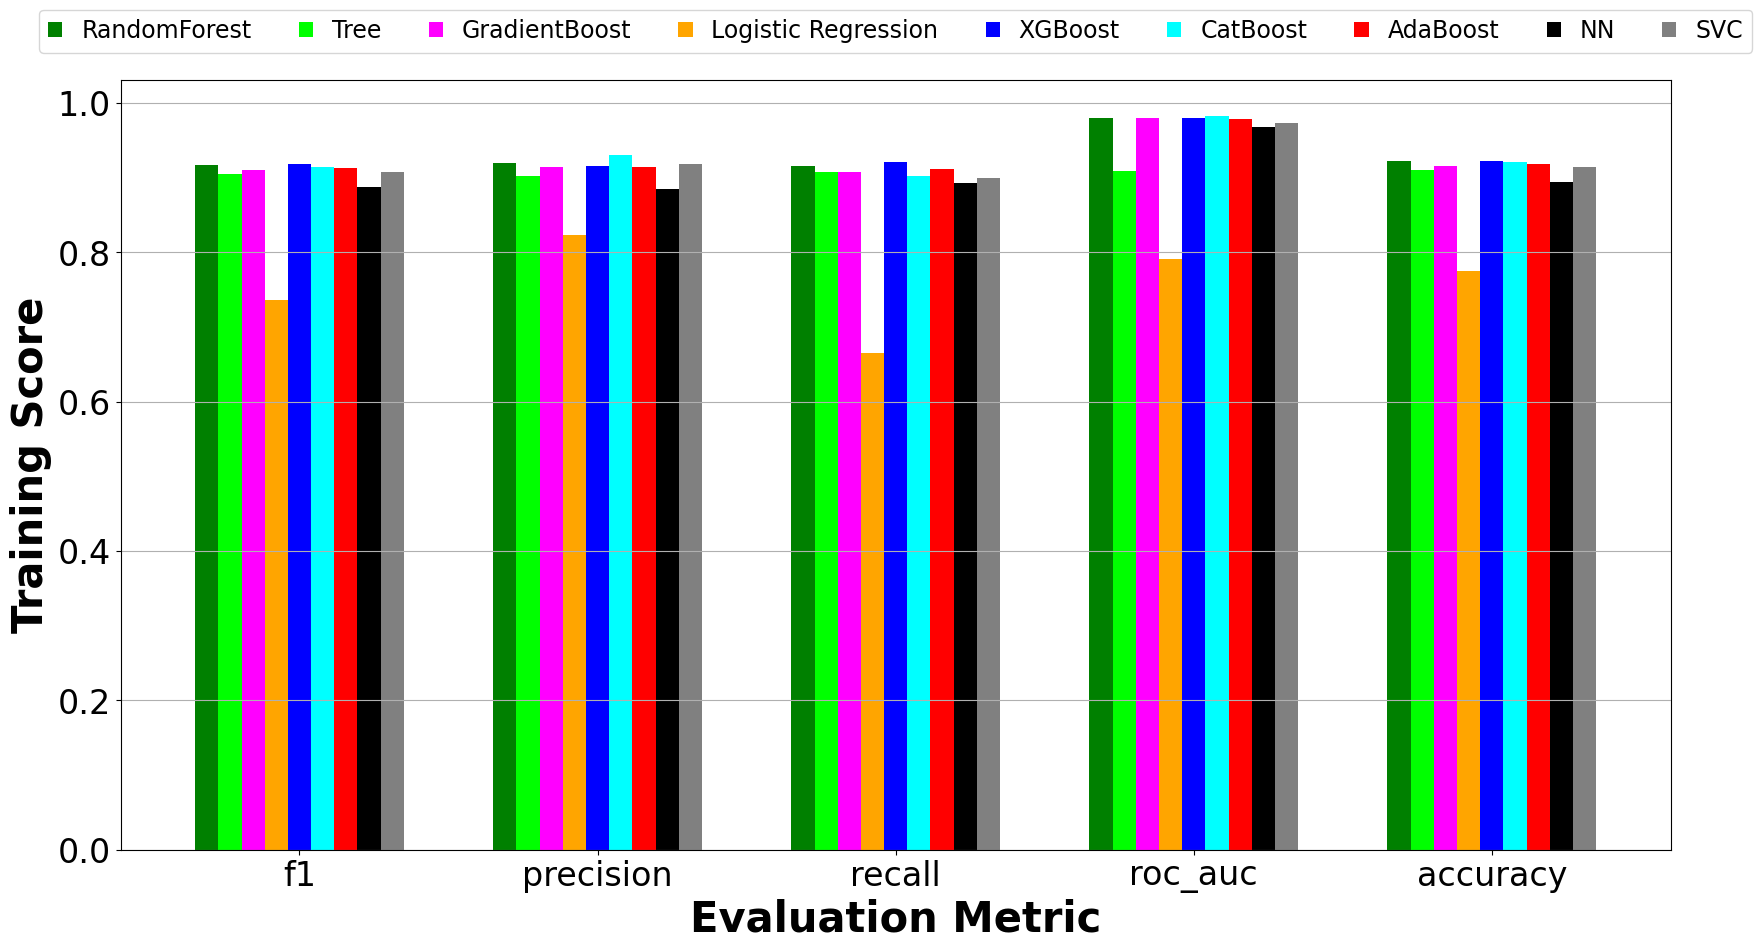 RandomForest Tree GradientBoost Logistic Regression XGBoost CatBoost AdaBoost NN SVC
1.0
0.8
0.6
0.4
0.2
0.0
Training Score
f1 precision recall roc_auc accuracy
Evaluation Metric